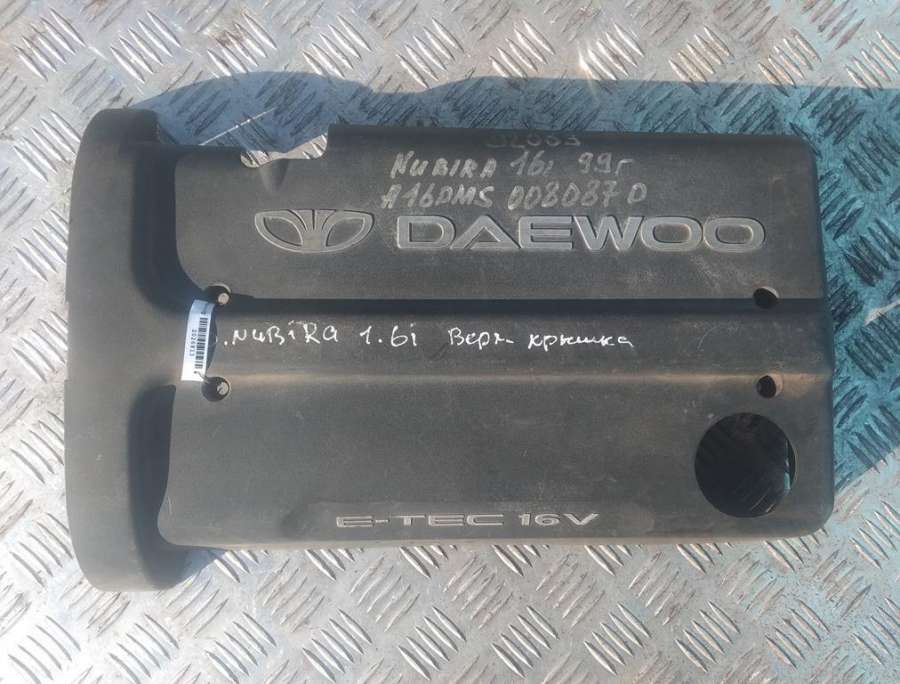 NUBIRA 16i 99г
A16DMS 008087D
DAEWOO
NUBIRA 1.6i Верх. крышка
E-TEC 16V